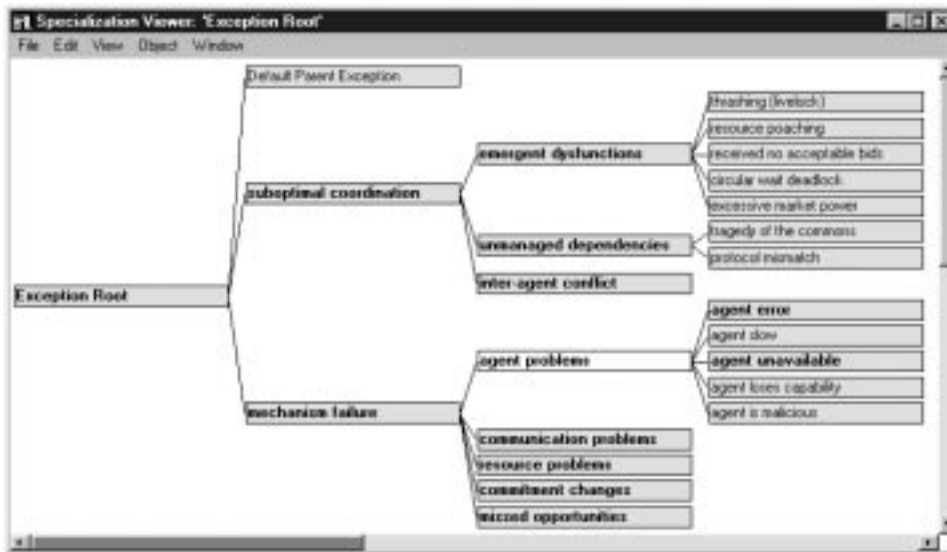 Specialization Viewer: "Exception Root"
File Edit View Object Window
Default Parent Exception
thrashing (livelock)
resource poaching
emergent dysfunctions
received no acceptable bids
circular wait deadlock
suboptimal coordination
excessive market power
tragedy of the commons
unmanaged dependencies
protocol mismatch
inter-agent conflict
Exception Root
agent error
agent slow
agent problems
agent unavailable
agent loses capability
mechanism failure
agent is malicious
communication problems
resource problems
commitment changes
missed opportunities